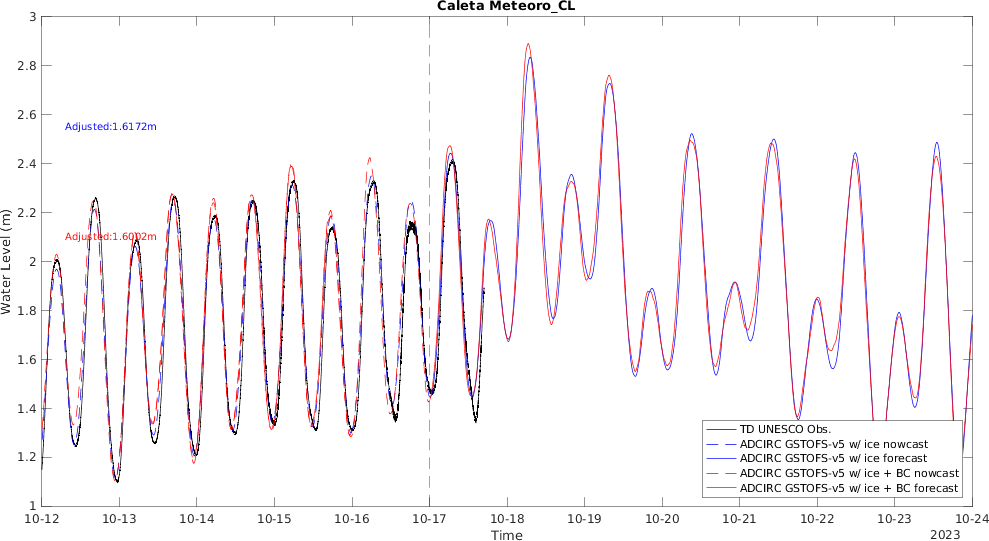 Caleta Meteoro_CL
3
2.8
2.6
2.4
2.2
2
1.8
1.6
1.4
1.2
1
Water Level (m)
Adjusted:1.6172m
Adjusted:1.6002m
TD UNESCO Obs.
ADCIRC GSTOFS-v5 w/ ice nowcast
ADCIRC GSTOFS-v5 w/ ice forecast
ADCIRC GSTOFS-v5 w/ ice + BC nowcast
ADCIRC GSTOFS-v5 w/ ice + BC forecast
10-12 10-13 10-14 10-15 10-16 10-17 10-18 10-19 10-20 10-21 10-22 10-23 10-24
Time
2023